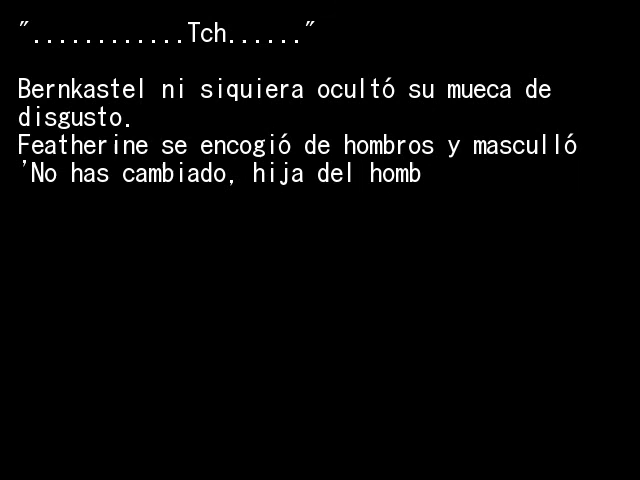 "............Tch......"
Bernkastel ni siquiera ocultó su mueca de
disgusto.
Featherine se encogió de hombros y masculló
'No has cambiado, hija del homb